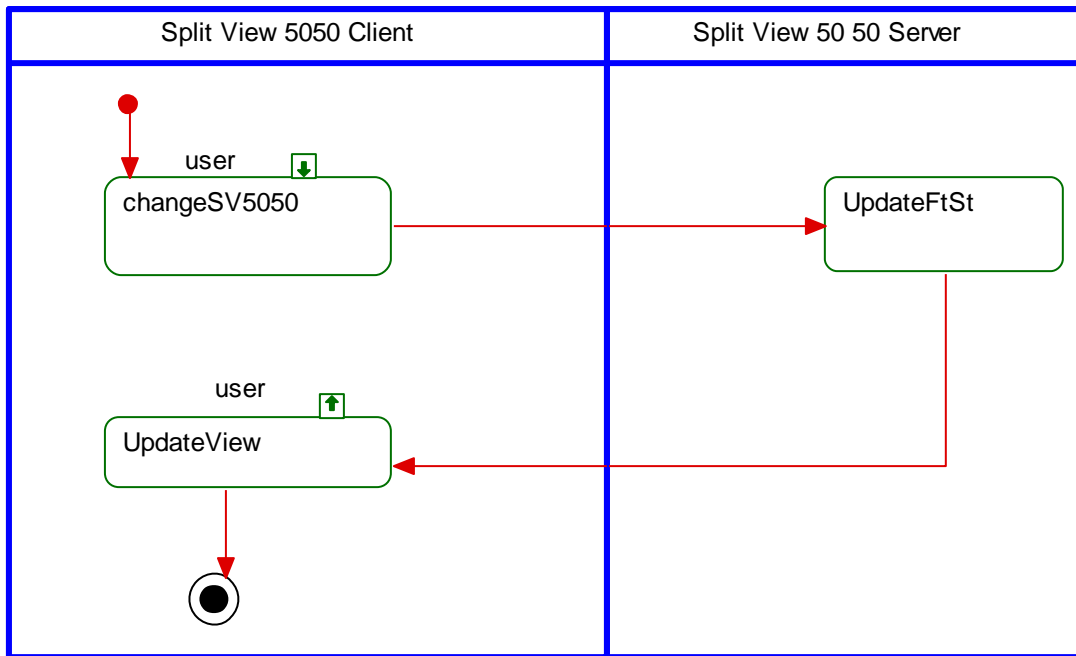 Split View 5050 Client
Split View 50 50 Server
user
changeSV5050
UpdateFtSt
user
UpdateView